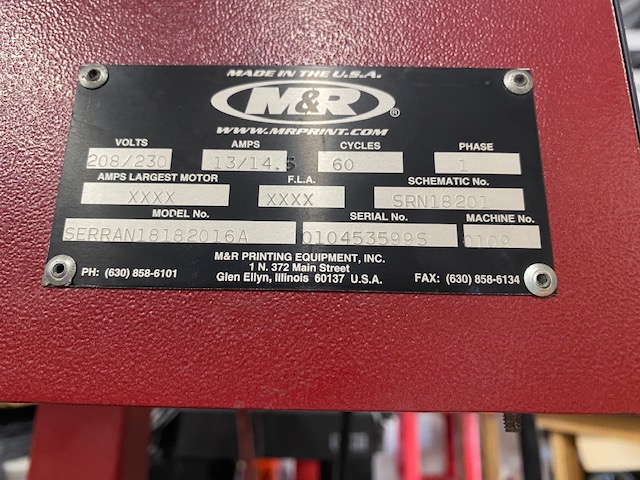 MADE IN THE U.S.A.
M&R®
WWW.MRPRINT.COM
VOLTS AMPS CYCLES PHASE
208/230 13/14.5 60 1
AMPS LARGEST MOTOR F.L.A. SCHEMATIC No.
XXXX XXXX SRN18201
MODEL No. SERIAL No. MACHINE No.
SERRAN18182016A 010453599S 0109
M&R PRINTING EQUIPMENT, INC.
1 N. 372 Main Street
PH: (630) 858-6101 Glen Ellyn, Illinois 60137 U.S.A. FAX: (630) 858-6134